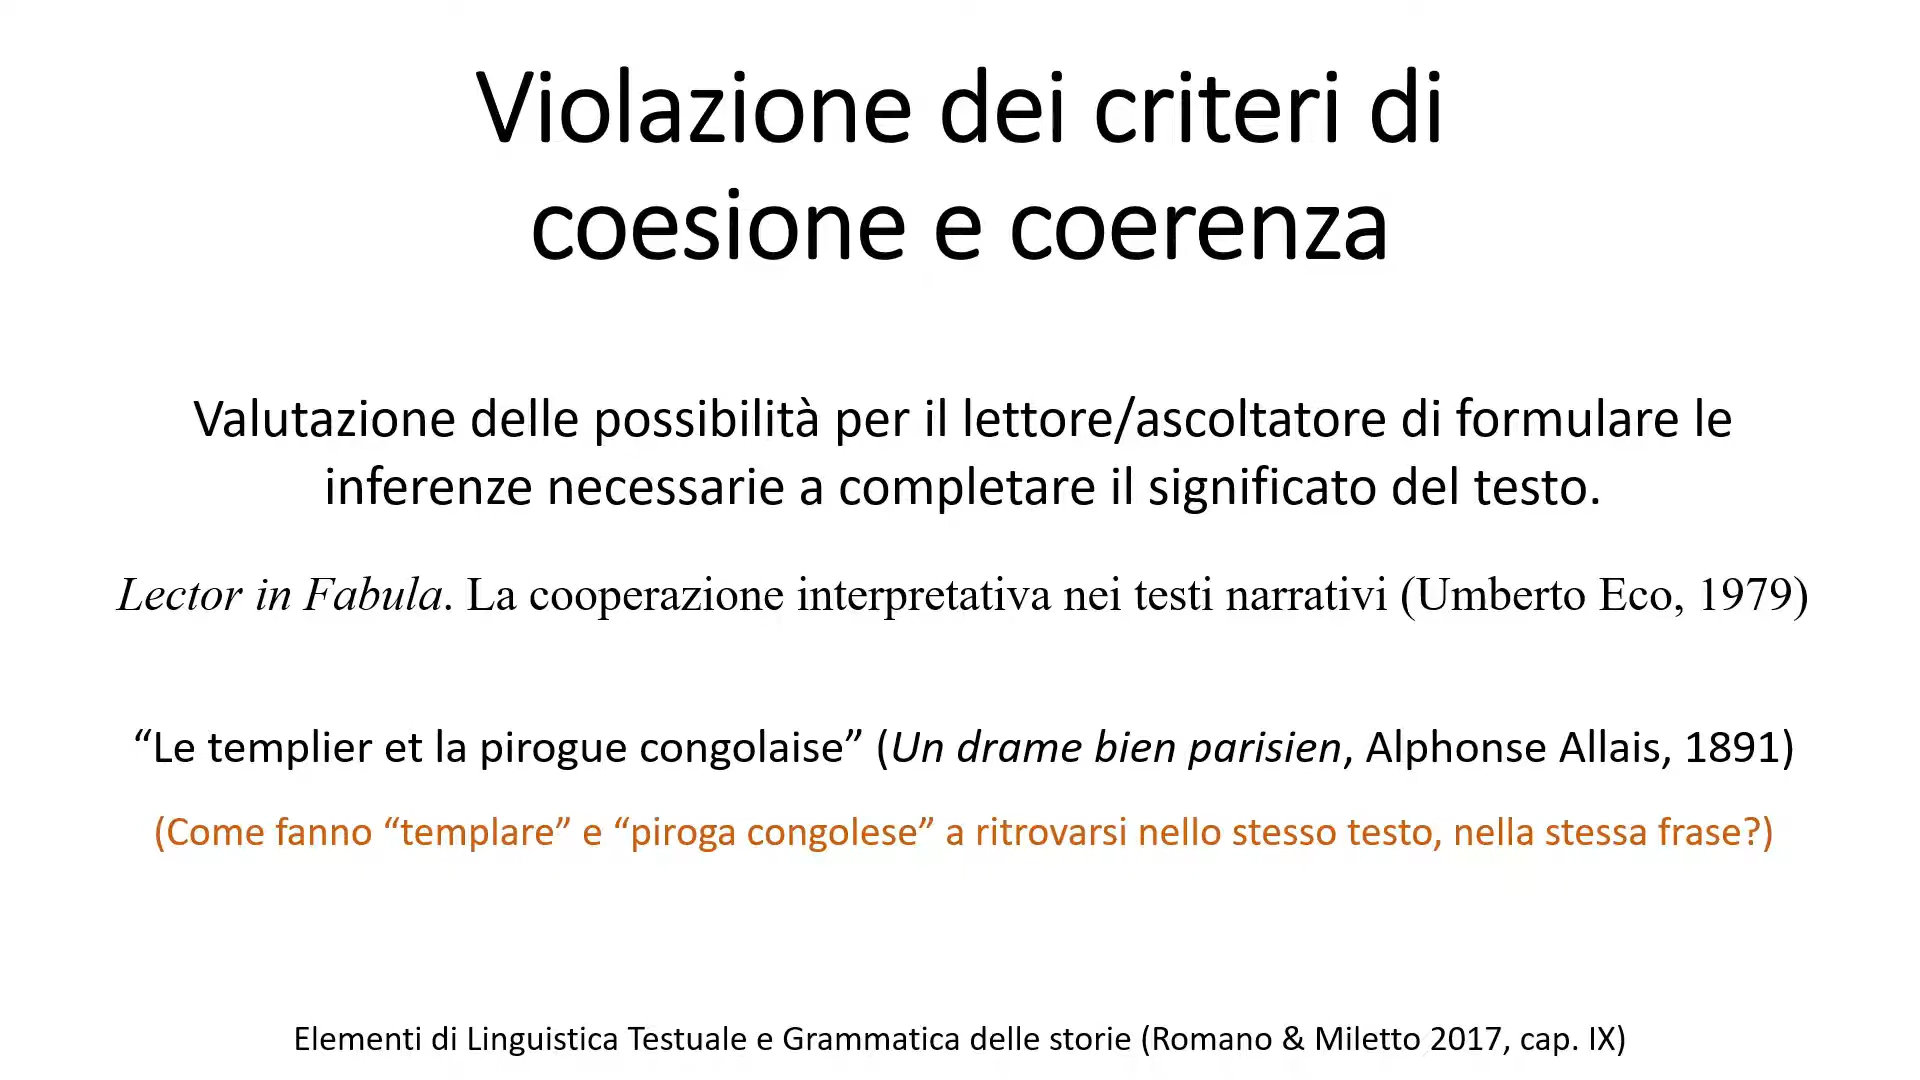 Violazione dei criteri di
coesione e coerenza
Valutazione delle possibilità per il lettore/ascoltatore di formulare le
inferenze necessarie a completare il significato del testo.
Lector in Fabula. La cooperazione interpretativa nei testi narrativi (Umberto Eco, 1979)
“Le templier et la pirogue congolaise” (Un drame bien parisien, Alphonse Allais, 1891)
(Come fanno “templare” e “piroga congolese” a ritrovarsi nello stesso testo, nella stessa frase?)
Elementi di Linguistica Testuale e Grammatica delle storie (Romano & Miletto 2017, cap. IX)